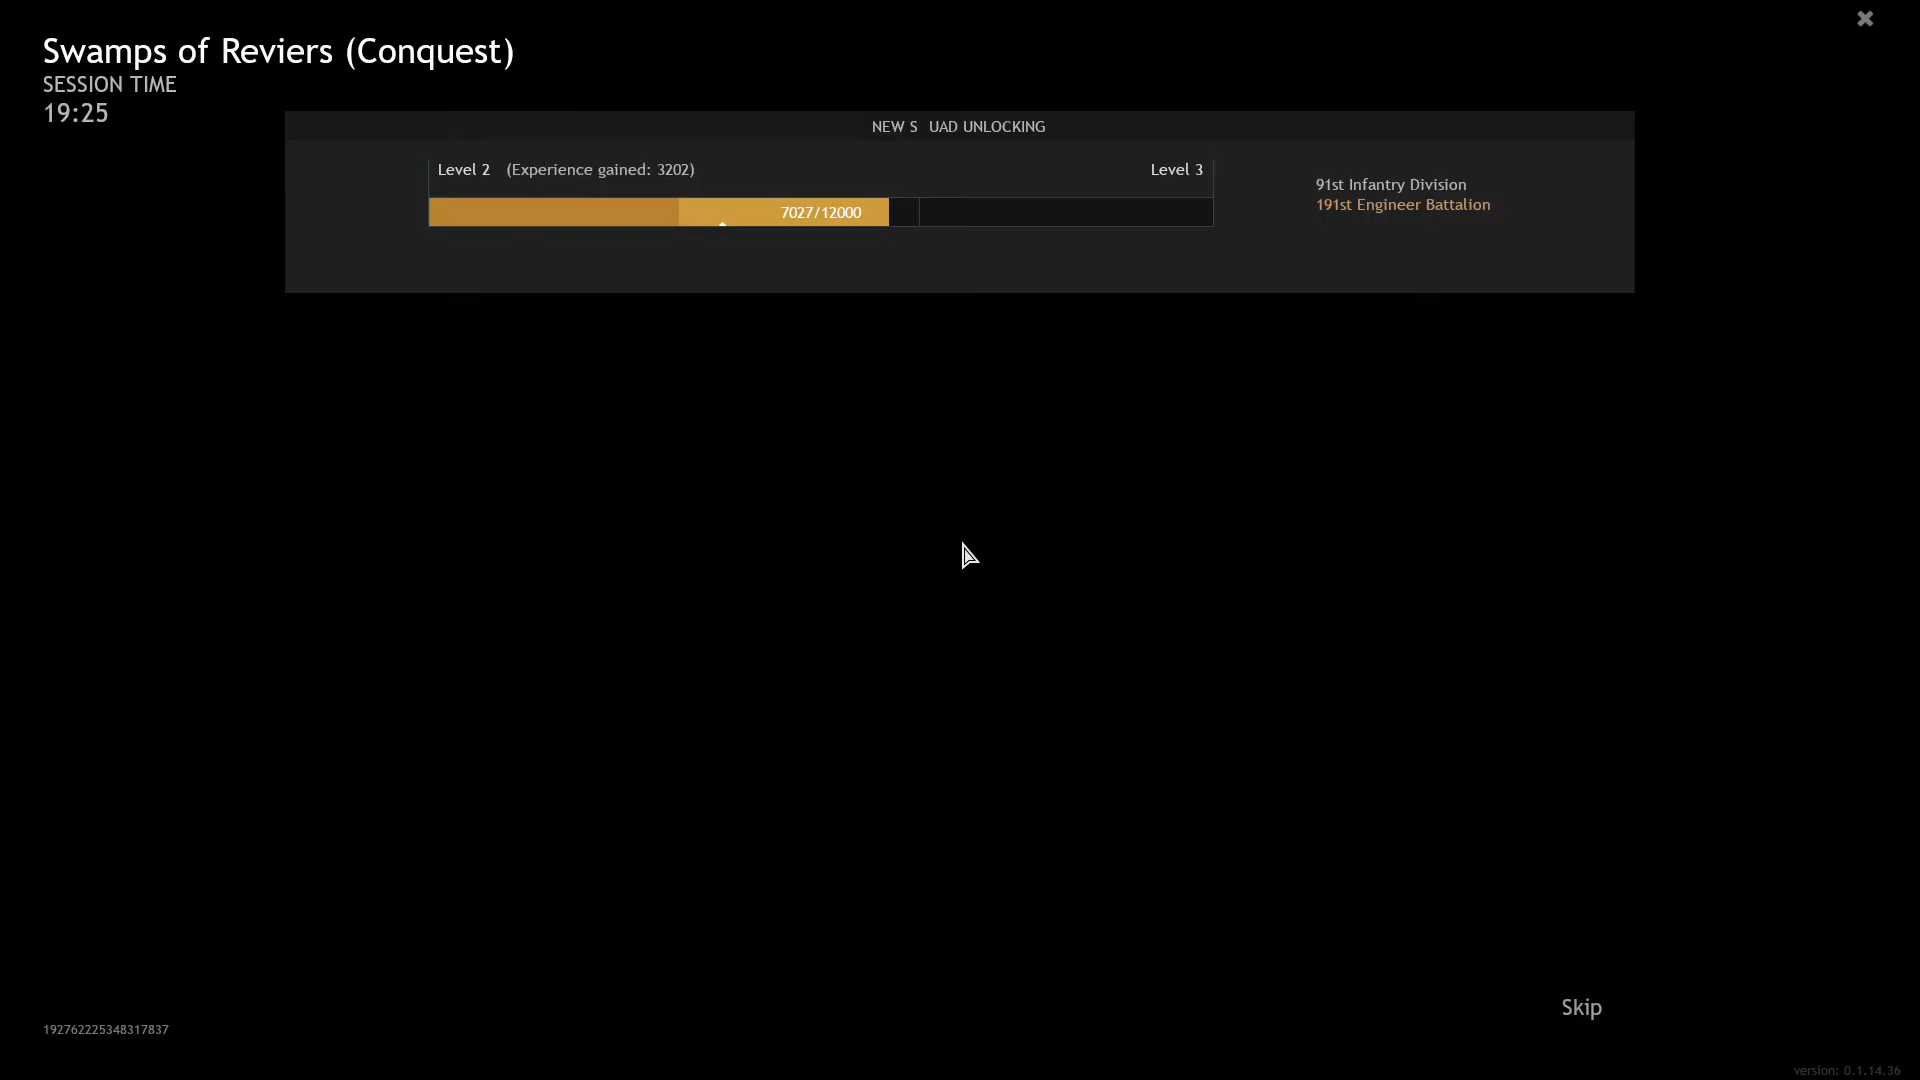 Swamps of Reviers (Conquest)
SESSION TIME
19:25
NEW S UAD UNLOCKING
Level 2 (Experience gained: 3202) Level 3
7027/12000
91st Infantry Division
191st Engineer Battalion
Skip
192762225348317837
version: 0.1.14.36